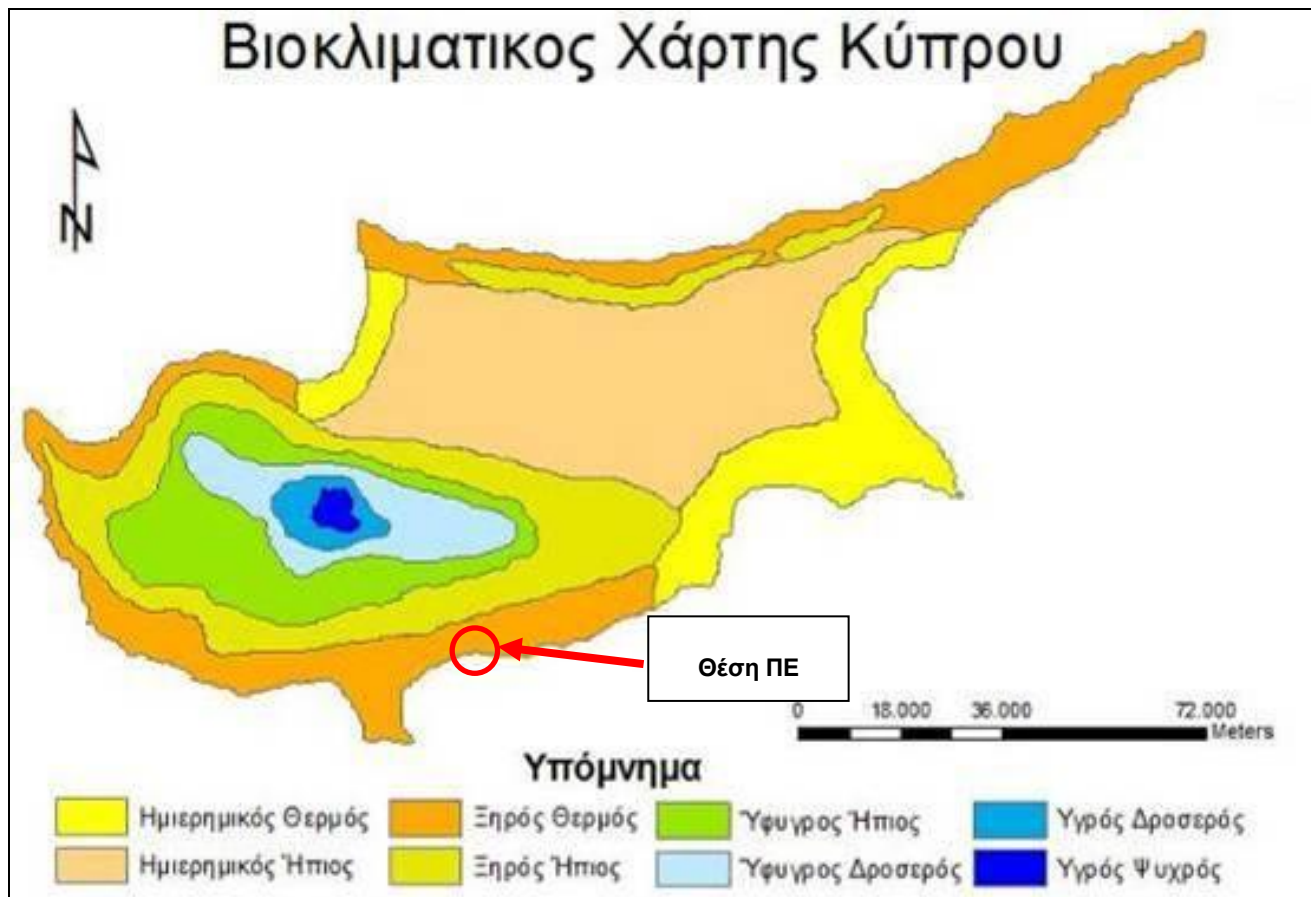 Βιοκλιματικος Χάρτης Κύπρου
N
Θέση ΠΕ
0 18.000 36.000 72.000
Meters
Υπόμνημα
Ημιερημικός Θερμός Ξηρός Θερμός Ύφυγρος Ήπιος Υγρός Δροσερός
Ημιερημικός Ήπιος Ξηρός Ήπιος Ύφυγρος Δροσερός Υγρός Ψυχρός